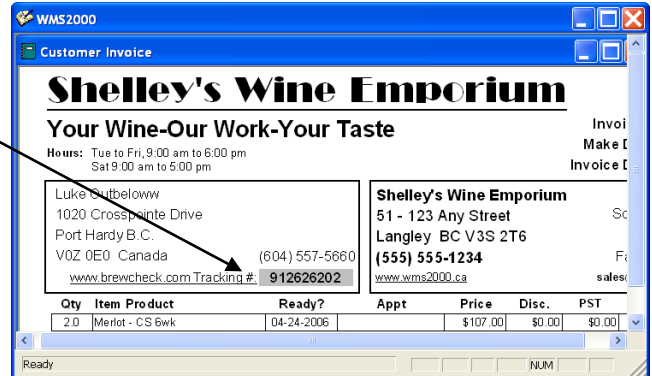 WMS2000
Customer Invoice
Shelley's Wine Emporium
Your Wine-Our Work-Your Taste
Hours: Tue to Fri, 9:00 am to 6:00 pm
Sat 9:00 am to 5:00 pm
Invoi
Make D
Invoice D
Luke Outbeloww
1020 Crosspointe Drive
Port Hardy B.C.
V0Z 0E0 Canada (604) 557-5660
www.brewcheck.com Tracking #: 912626202
Shelley's Wine Emporium
51 - 123 Any Street Sc
Langley BC V3S 2T6
(555) 555-1234 Fa
www.wms2000.ca sales(
Qty Item Product Ready? Appt Price Disc. PST
2.0 Merlot - CS 6wk 04-24-2006 $107.00 $0.00 $0.00
Ready NUM